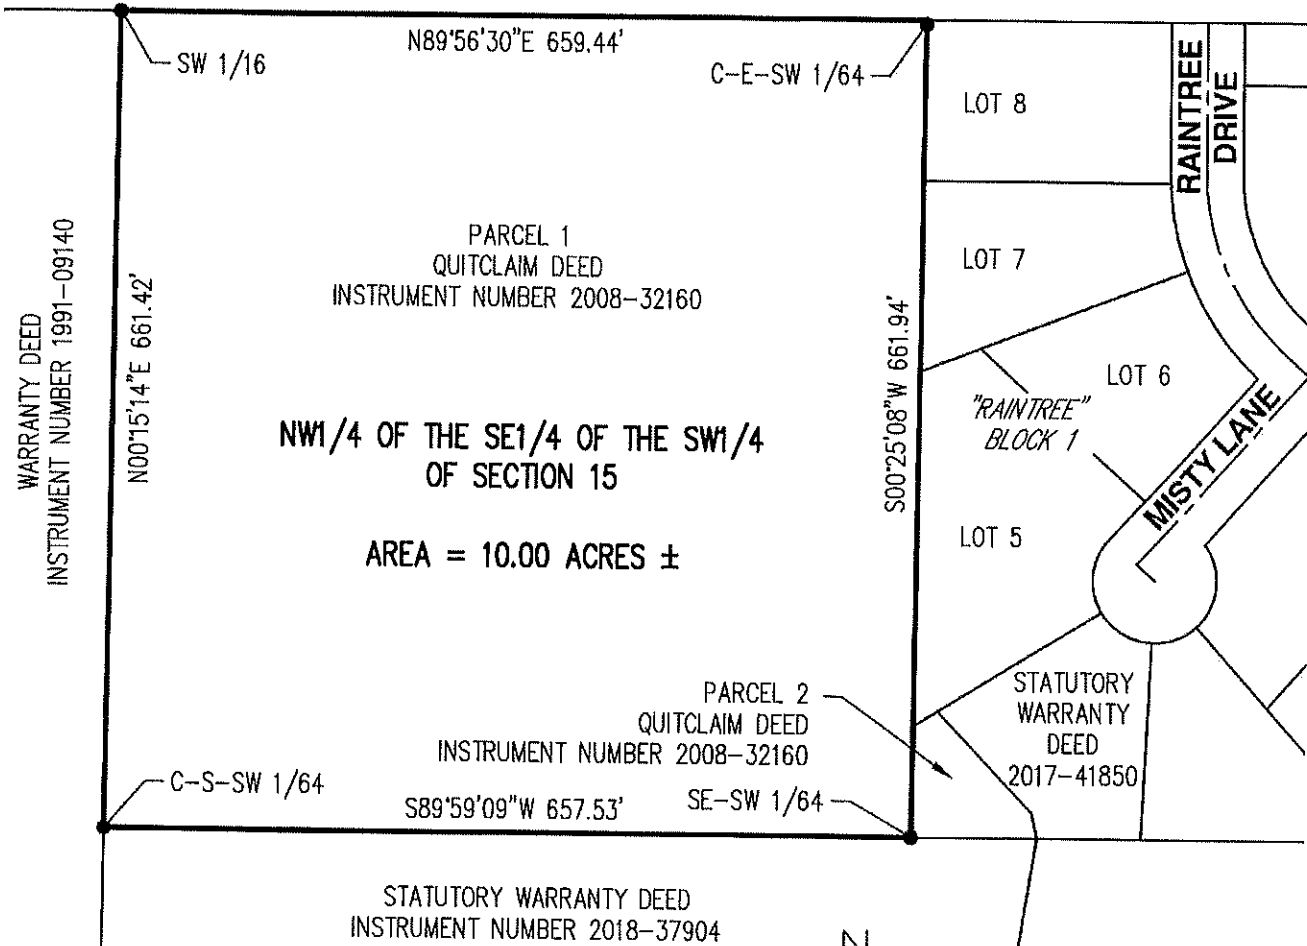 N89°56'30"E 659.44'
SW 1/16
C-E-SW 1/64
LOT 8
RAINTREE
DRIVE
WARRANTY DEED
INSTRUMENT NUMBER 1991-09140
N00°15'14"E 661.42'
PARCEL 1
QUITCLAIM DEED
INSTRUMENT NUMBER 2008-32160
S00°25'08"W 661.94'
LOT 7
LOT 6
"RAINTREE"
BLOCK 1
MISTY LANE
NW1/4 OF THE SE1/4 OF THE SW1/4
OF SECTION 15
AREA = 10.00 ACRES ±
LOT 5
PARCEL 2
QUITCLAIM DEED
INSTRUMENT NUMBER 2008-32160
STATUTORY
WARRANTY
DEED
2017-41850
C-S-SW 1/64
S89°59'09"W 657.53'
SE-SW 1/64
STATUTORY WARRANTY DEED
INSTRUMENT NUMBER 2018-37904